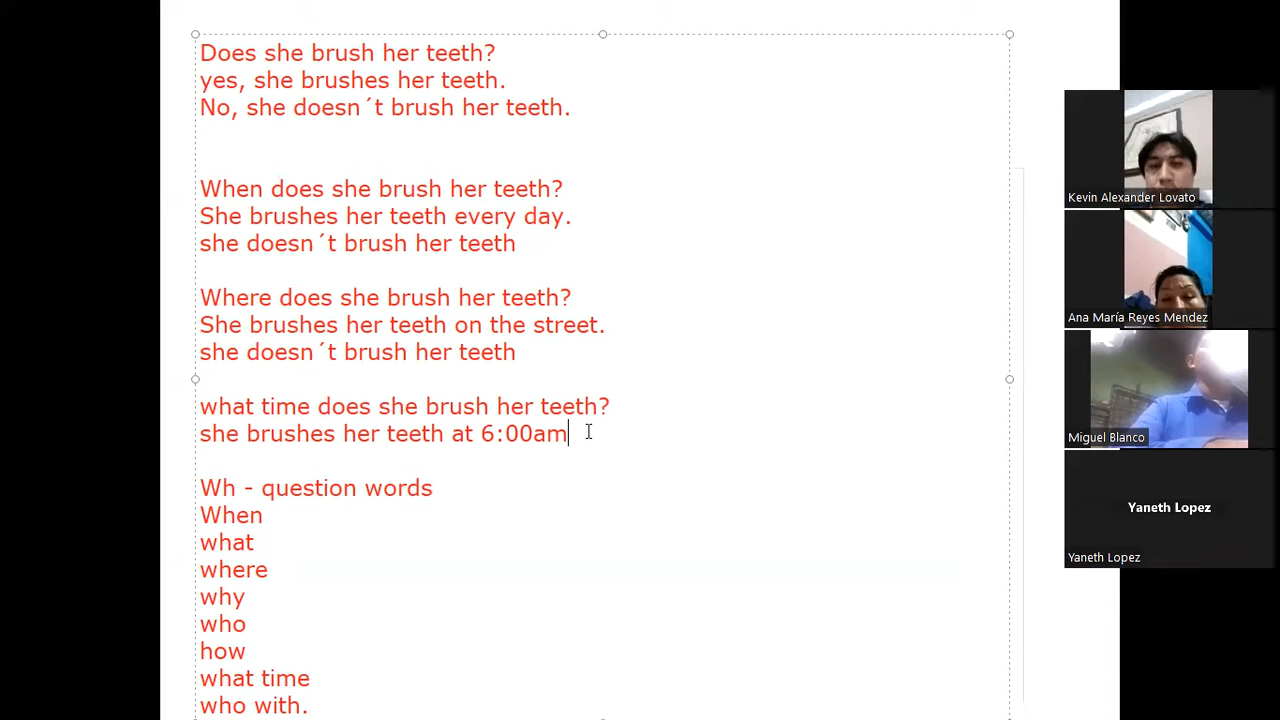 Does she brush her teeth?
yes, she brushes her teeth.
No, she doesn´t brush her teeth.
When does she brush her teeth?
She brushes her teeth every day.
she doesn´t brush her teeth
Where does she brush her teeth?
She brushes her teeth on the street.
she doesn´t brush her teeth
what time does she brush her teeth?
she brushes her teeth at 6:00am
Wh - question words
When
what
where
why
who
how
what time
who with.
Kevin Alexander Lovato
Ana María Reyes Mendez
Miguel Blanco
Yaneth Lopez
Yaneth Lopez